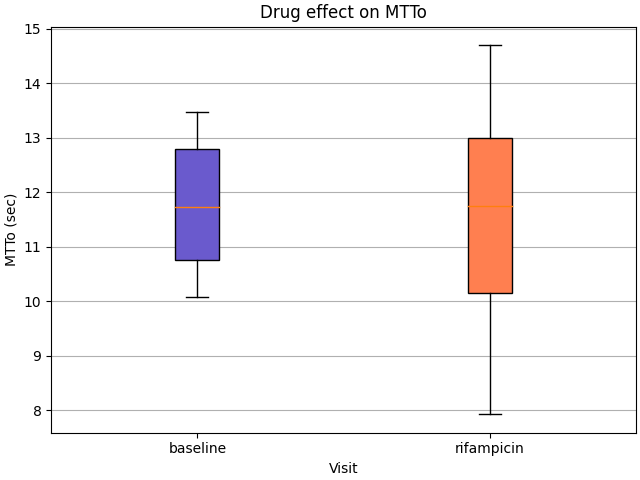 Drug effect on MTTo
MTTo (sec)
15
14
13
12
11
10
9
8
baseline
rifampicin
Visit